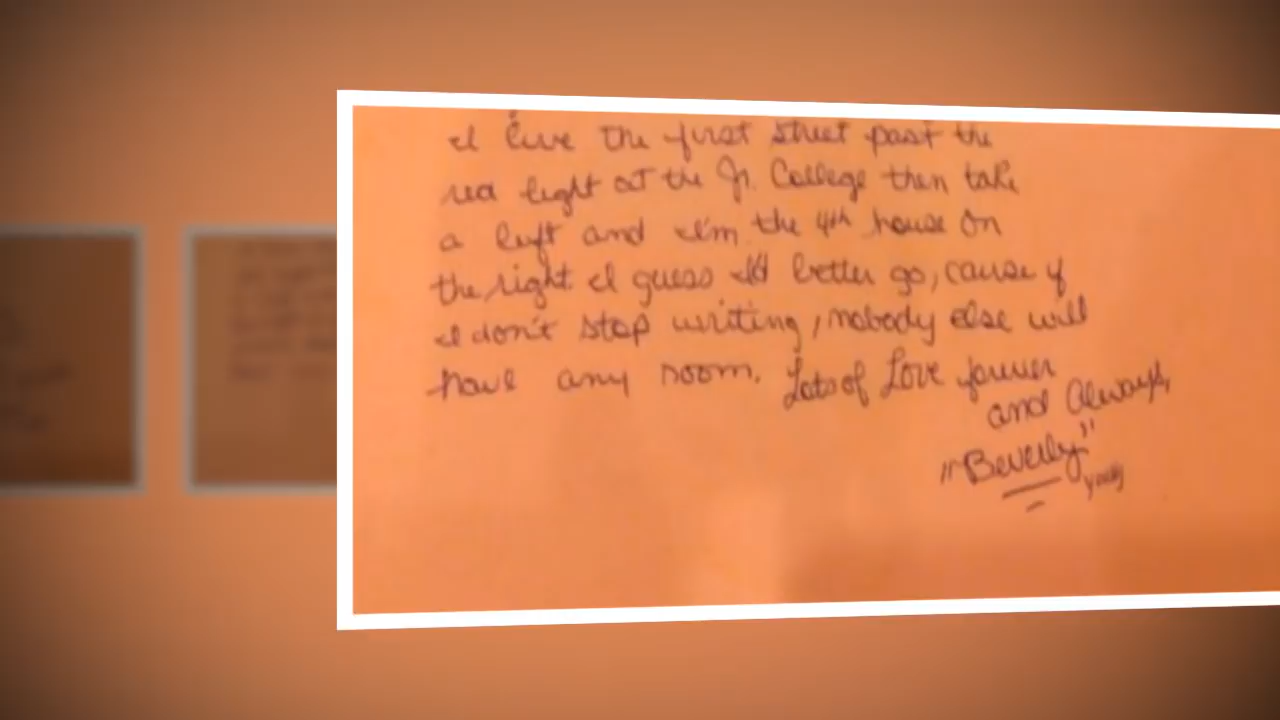 I live the first street past the
red light at the Jr. College then take
a left and I'm the 4th house on
the right I guess I'd better go, cause if
I don't stop writing, nobody else will
have any room. Lots of Love forever
and Always,
"Beverly"